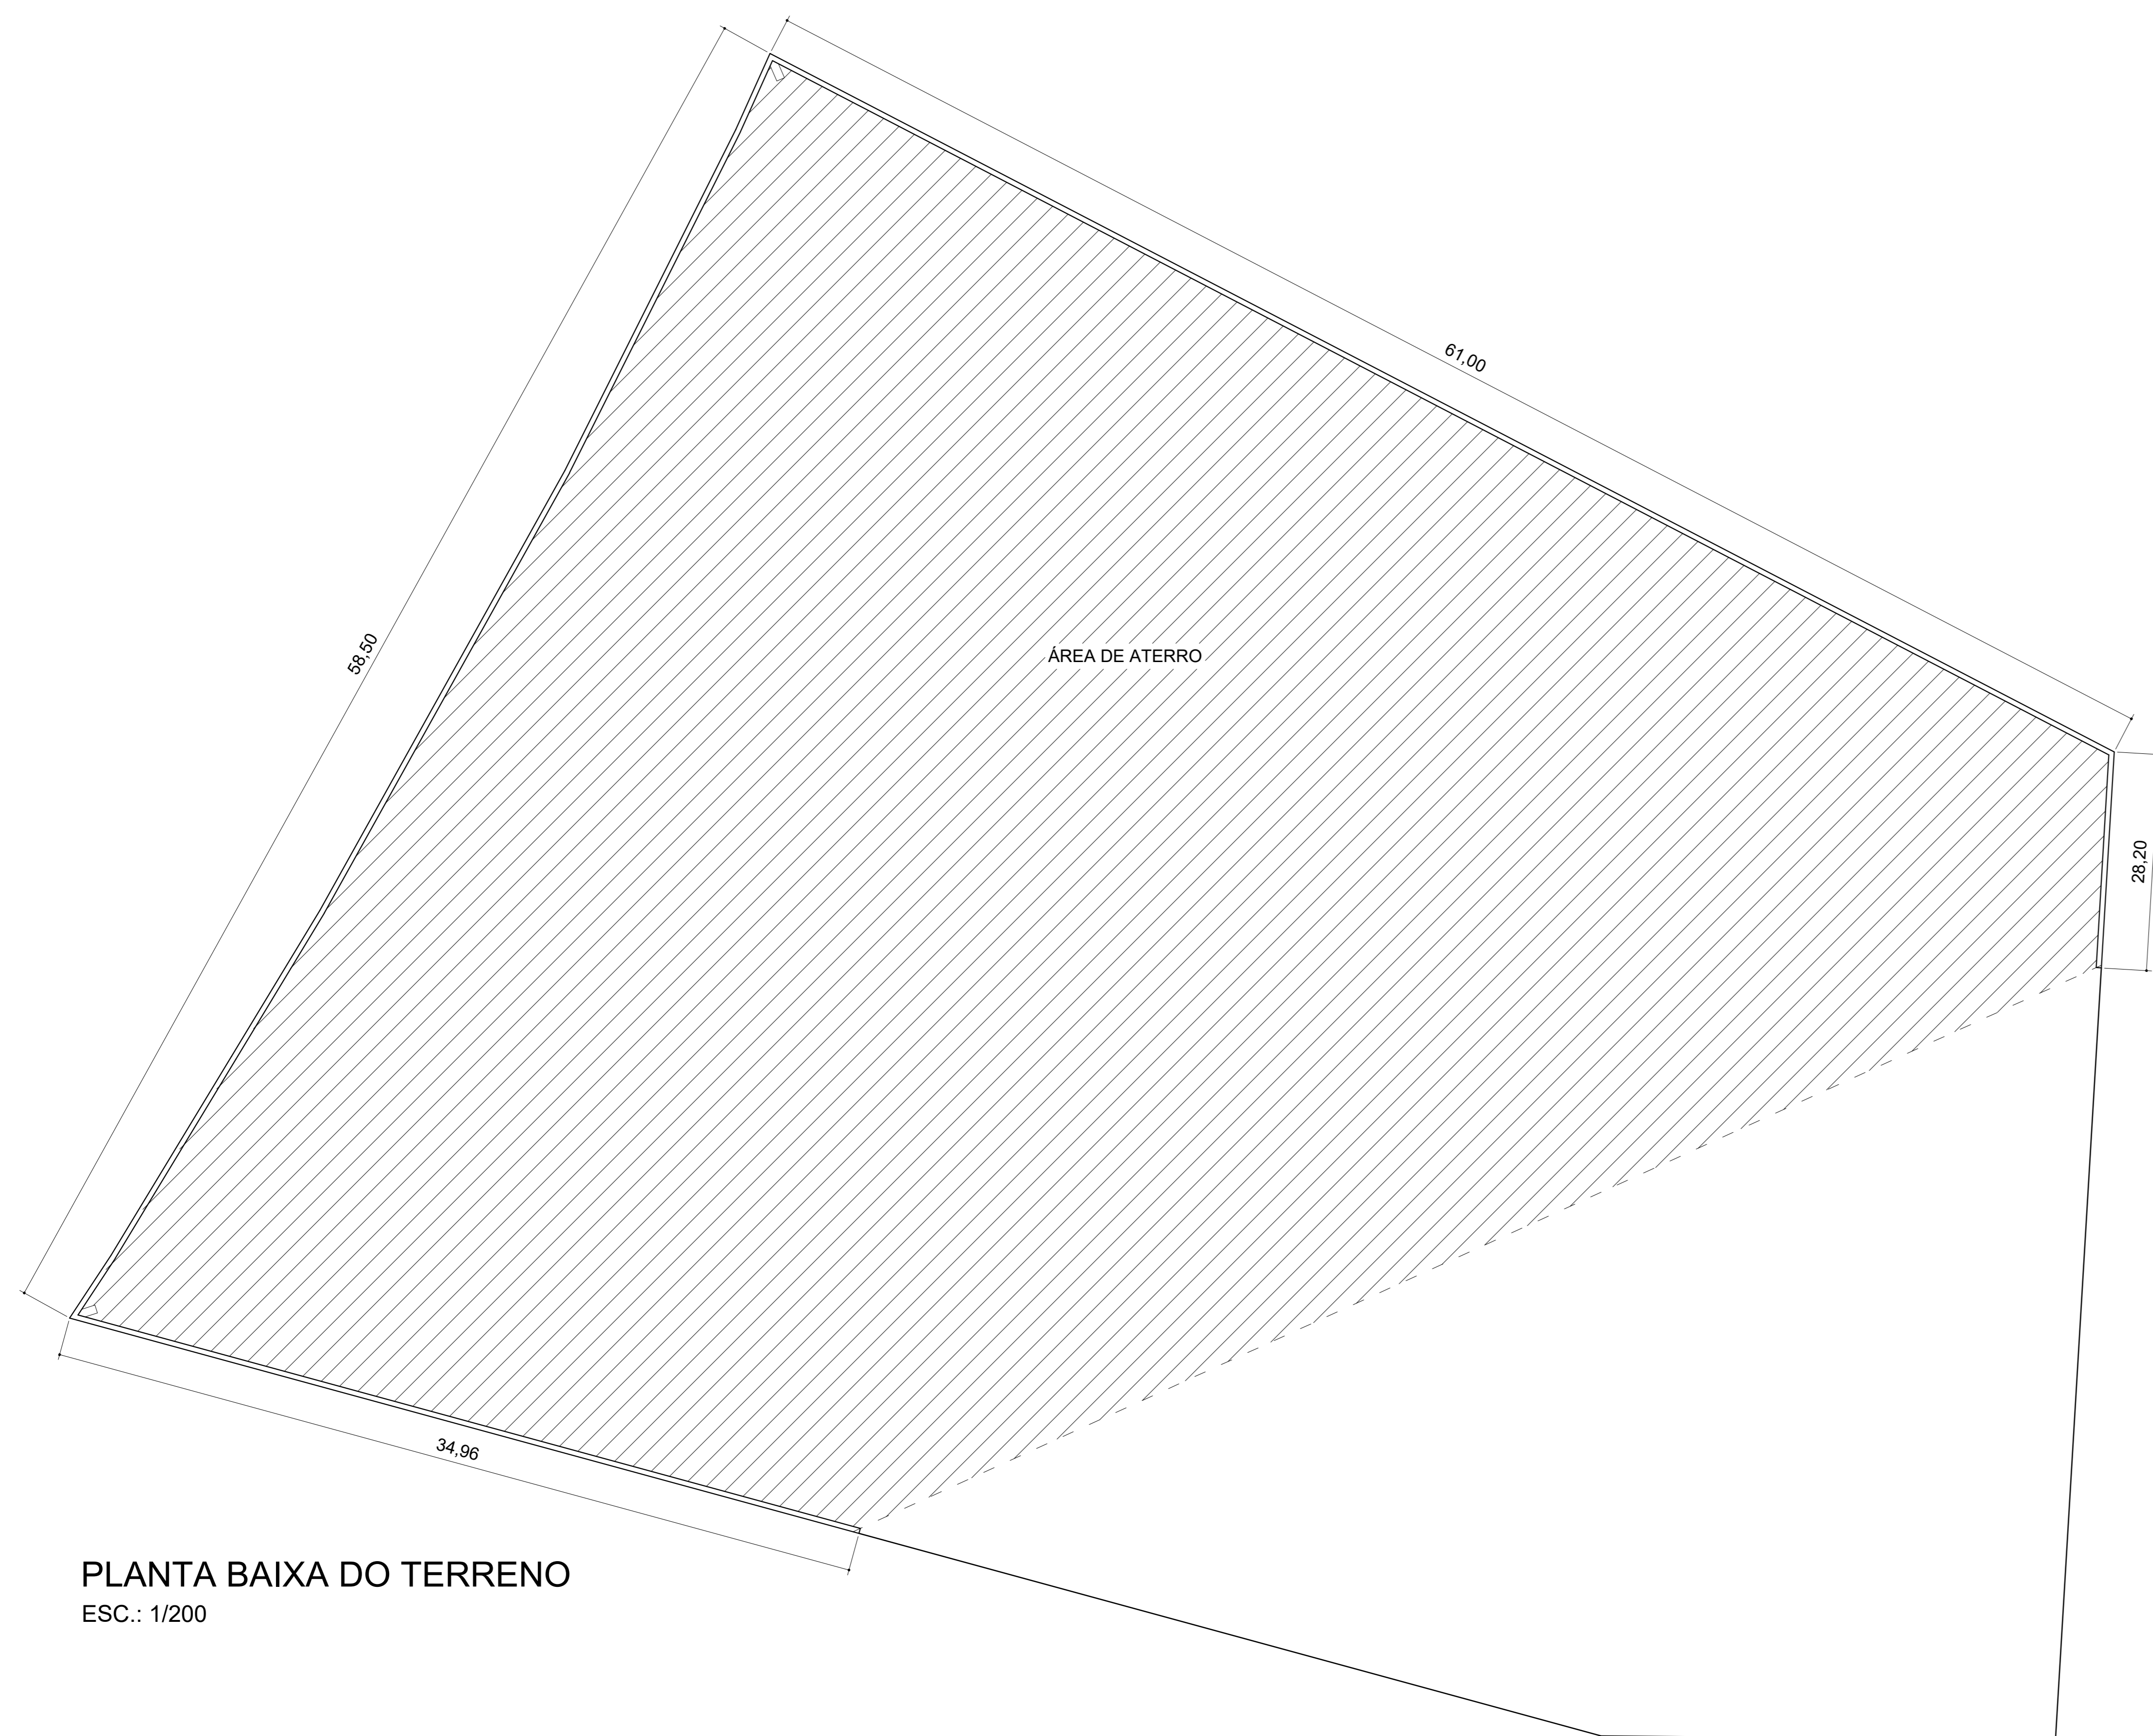 61,00
58,50
ÁREA DE ATERRO
28,20
34,96
PLANTA BAIXA DO TERRENO
ESC.: 1/200